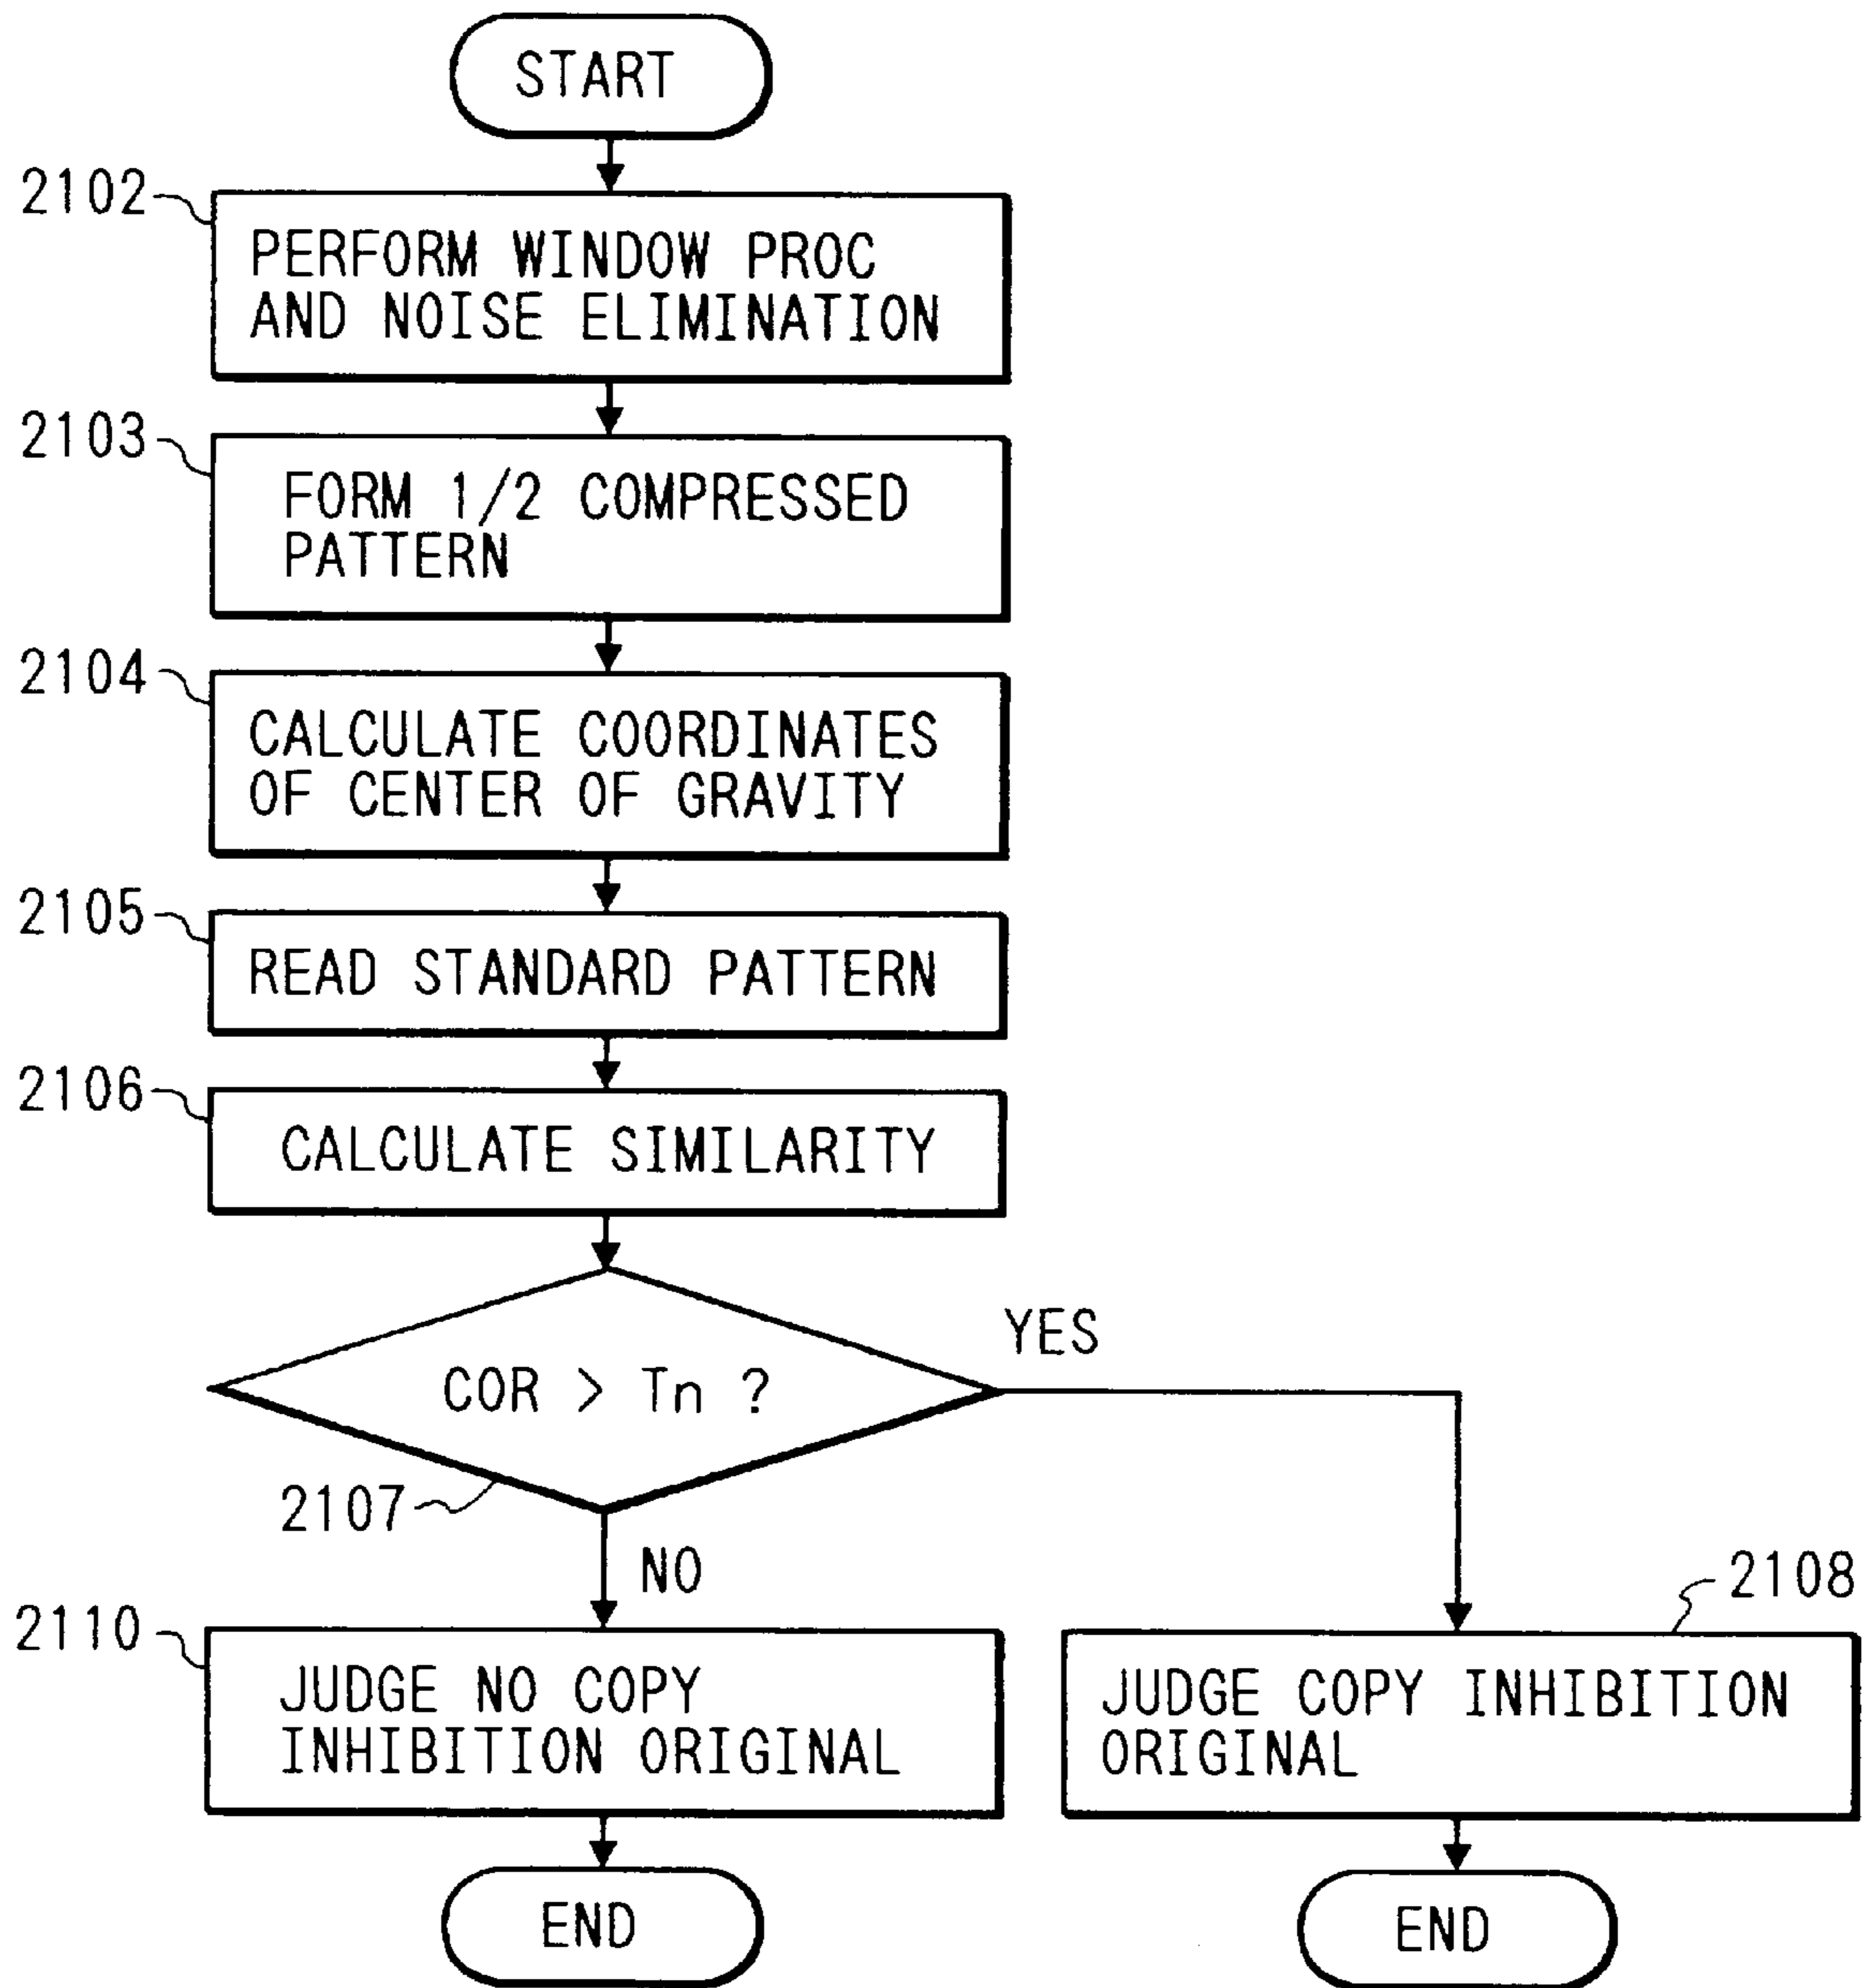 START
2102
PERFORM WINDOW PROC
AND NOISE ELIMINATION
2103
FORM 1/2 COMPRESSED
PATTERN
2104
CALCULATE COORDINATES
OF CENTER OF GRAVITY
2105
READ STANDARD PATTERN
2106
CALCULATE SIMILARITY
COR > Tn ?
YES
2107
NO
2110
JUDGE NO COPY
INHIBITION ORIGINAL
END
2108
JUDGE COPY INHIBITION
ORIGINAL
END